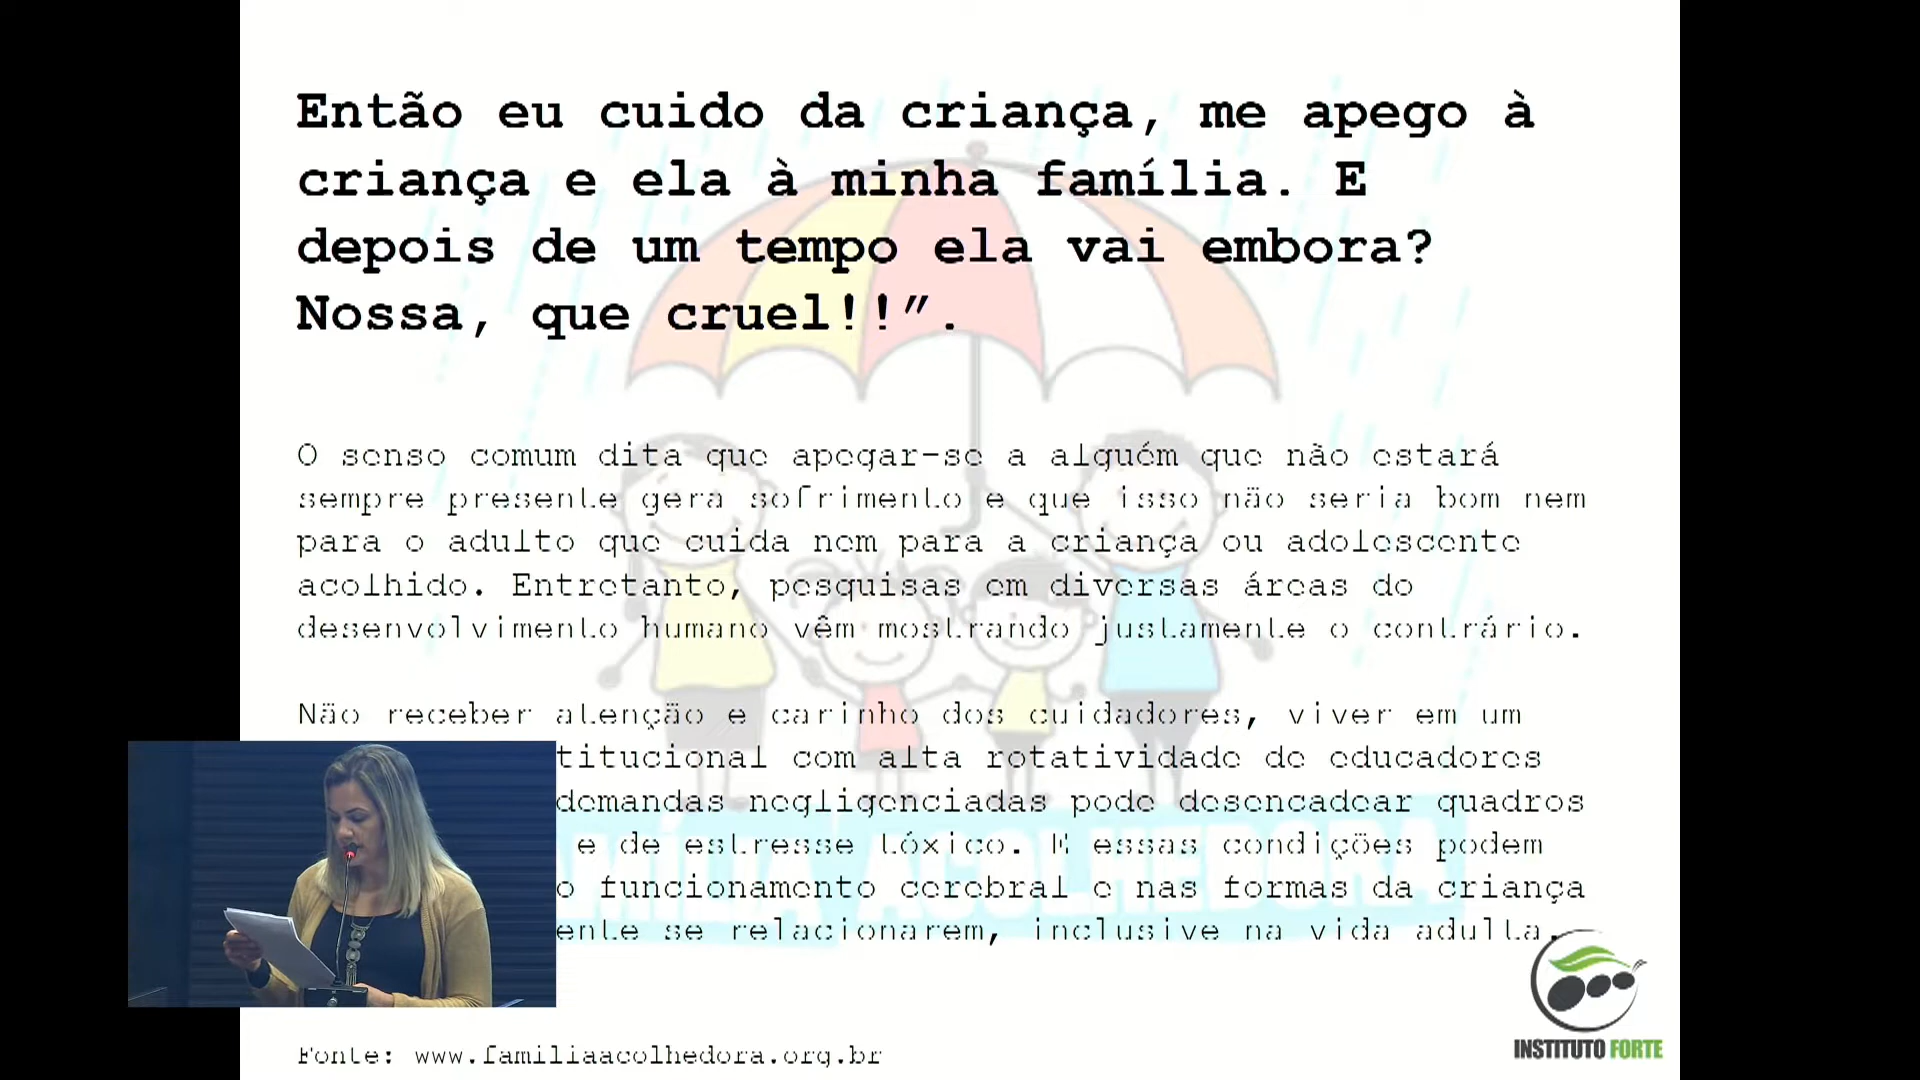 Então eu cuido da criança, me apego à
criança e ela à minha família. E
depois de um tempo ela vai embora?
Nossa, que cruel!!”.
O senso comum dita que apegar-se a alguém que não estará
sempre presente gera sofrimento e que isso não seria bom nem
para o adulto que cuida nem para a criança ou adolescente
acolhido. Entretanto, pesquisas em diversas áreas do
desenvolvimento humano vêm mostrando justamente o contrário.
Não receber atenção e carinho dos cuidadores, viver em um
titucional com alta rotatividade de educadores
demandas negligenciadas pode desencadear quadros
e de estresse tóxico. E essas condições podem
o funcionamento cerebral e nas formas da criança
ente se relacionarem, inclusive na vida adulta.
FAMÍLIA ACOLHEDORA
INSTITUTO FORTE
Fonte: www.familiaacolhedora.org.br